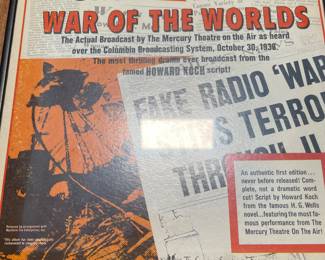 WAR OF THE WORLDS
The Actual Broadcast by The Mercury Theatre on the Air as heard
over the Columbia Broadcasting System, October 30, 1938.
The most thrilling drama ever broadcast from the
famed HOWARD KOCH script!
FAKE RADIO 'WAR
TERRO
THROUGH U
An authentic first edition...
never before released! Com-
plete, not a dramatic word
out! Script by Howard Koch
from the famous H. G. Wells
novel...featuring the most fa-
mous performance from
The Mercury Theatre On The Air!